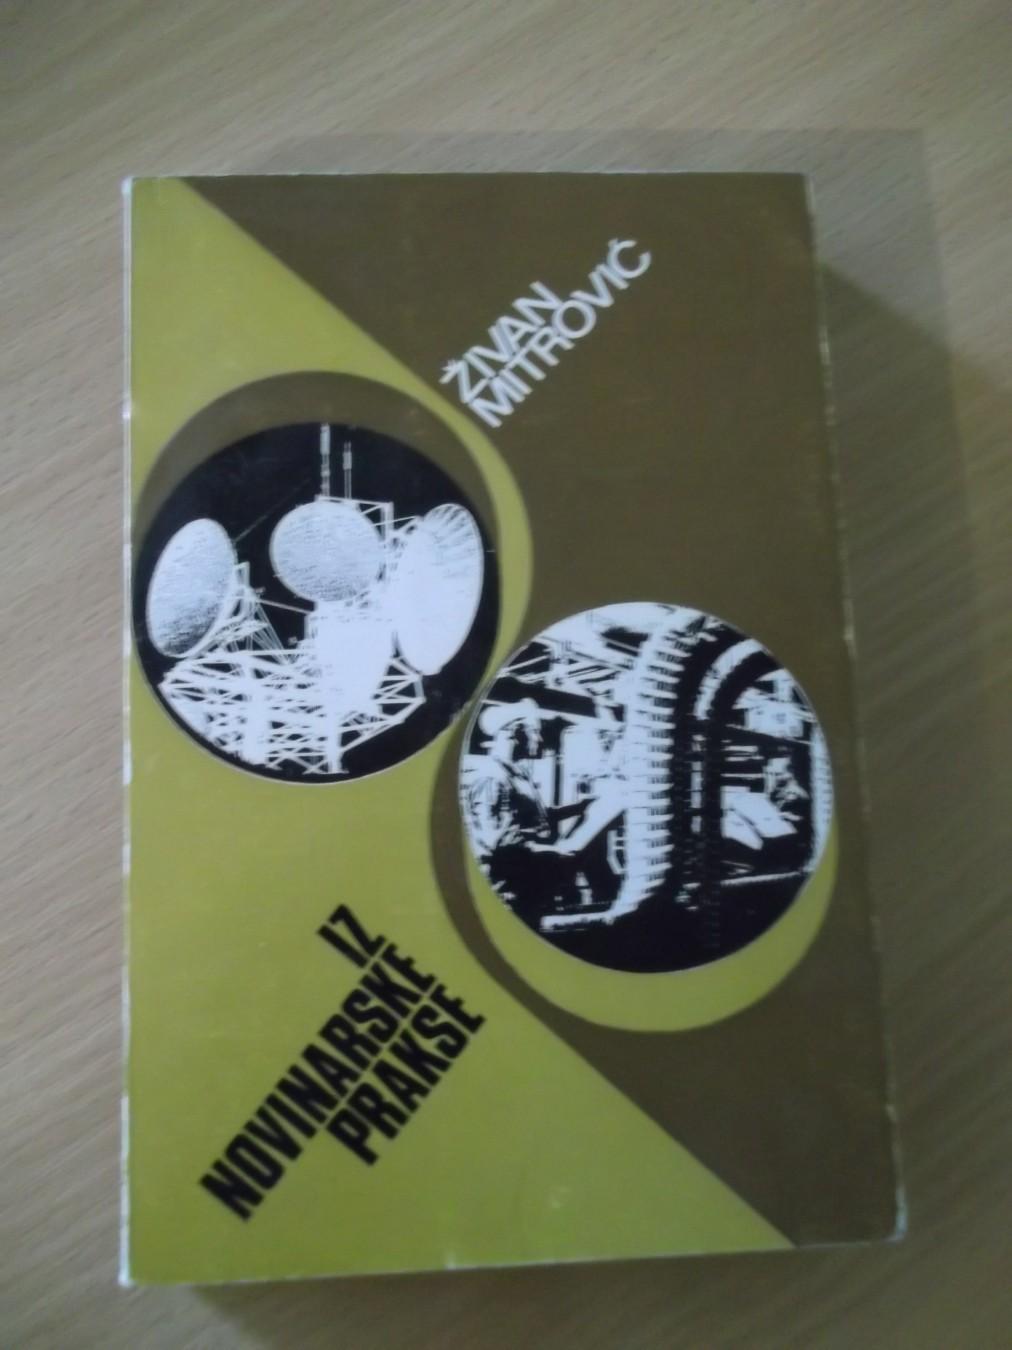 ŽIVAN
MITROVIĆ
IZ
NOVINARSKE
PRAKSE